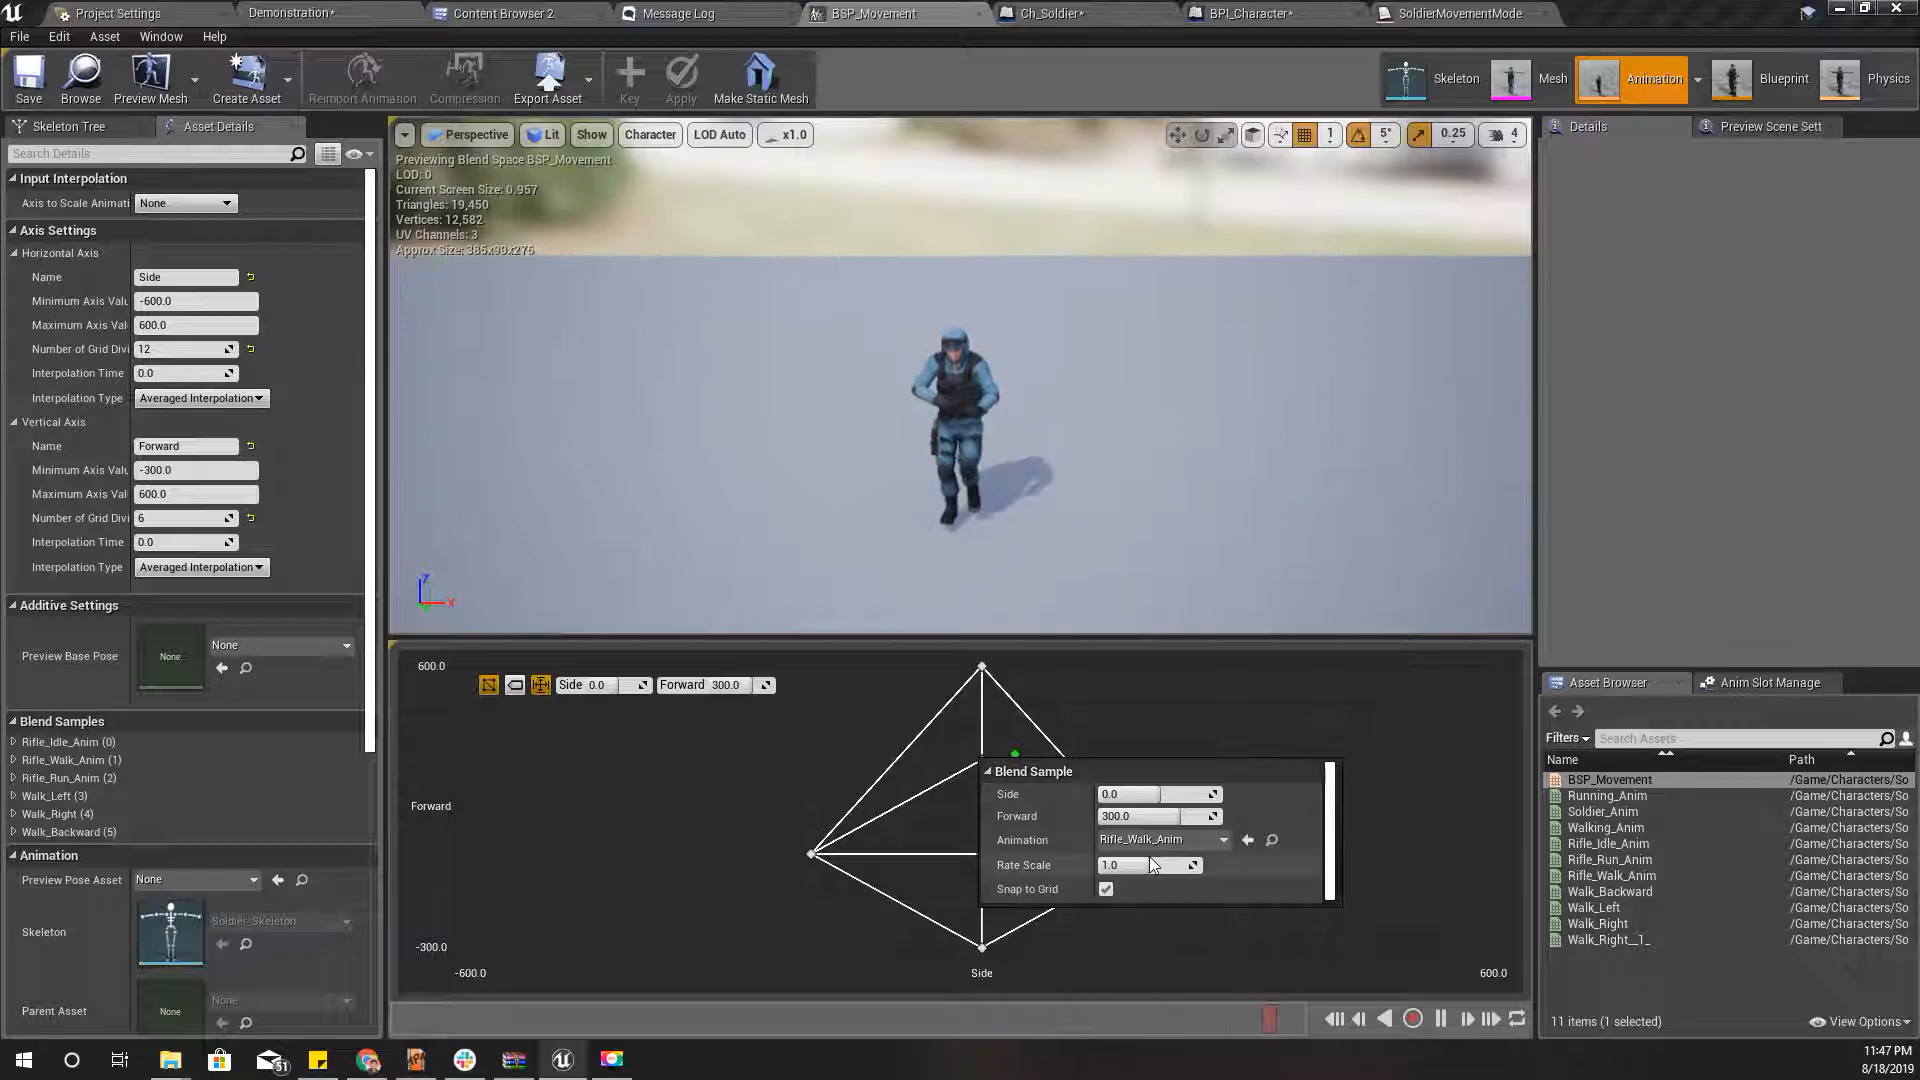 Project Settings
Demonstration*
Content Browser 2
Message Log
BSP_Movement
Ch_Soldier*
BPI_Character*
SoldierMovementMode
File Edit Asset Window Help
Save
Browse
Preview Mesh
Create Asset
Reimport Animation
Compression
Export Asset
Key
Apply
Make Static Mesh
Skeleton
Mesh
Animation
Blueprint
Physics
Skeleton Tree
Asset Details
Search Details
Input Interpolation
Axis to Scale Animati None
Axis Settings
Horizontal Axis
Name Side
Minimum Axis Valu -600.0
Maximum Axis Val 600.0
Number of Grid Divi 12
Interpolation Time 0.0
Interpolation Type Averaged Interpolation
Vertical Axis
Name Forward
Minimum Axis Valu -300.0
Maximum Axis Val 600.0
Number of Grid Divi 6
Interpolation Time 0.0
Interpolation Type Averaged Interpolation
Additive Settings
Preview Base Pose None None
Blend Samples
Rifle_Idle_Anim (0)
Rifle_Walk_Anim (1)
Rifle_Run_Anim (2)
Walk_Left (3)
Walk_Right (4)
Walk_Backward (5)
Animation
Preview Pose Asset None
Skeleton Soldier_Skeleton
Parent Asset None None
Perspective Lit Show Character LOD Auto x1.0
1 5° 0.25 4
Previewing Blend Space BSP_Movement
LOD: 0
Current Screen Size: 0.957
Triangles: 19,450
Vertices: 12,582
UV Channels: 3
Approx Size: 385x90x276
Z
X
600.0
Side 0.0 Forward 300.0
Forward
-300.0
-600.0
Side
600.0
Blend Sample
Side 0.0
Forward 300.0
Animation Rifle_Walk_Anim
Rate Scale 1.0
Snap to Grid
Details
Preview Scene Sett
Asset Browser
Anim Slot Manage
Filters Search Assets
Name Path
BSP_Movement /Game/Characters/So
Running_Anim /Game/Characters/So
Soldier_Anim /Game/Characters/So
Walking_Anim /Game/Characters/So
Rifle_Idle_Anim /Game/Characters/So
Rifle_Run_Anim /Game/Characters/So
Rifle_Walk_Anim /Game/Characters/So
Walk_Backward /Game/Characters/So
Walk_Left /Game/Characters/So
Walk_Right /Game/Characters/So
Walk_Right__1_ /Game/Characters/So
11 items (1 selected)
View Options
51
11:47 PM
8/18/2019